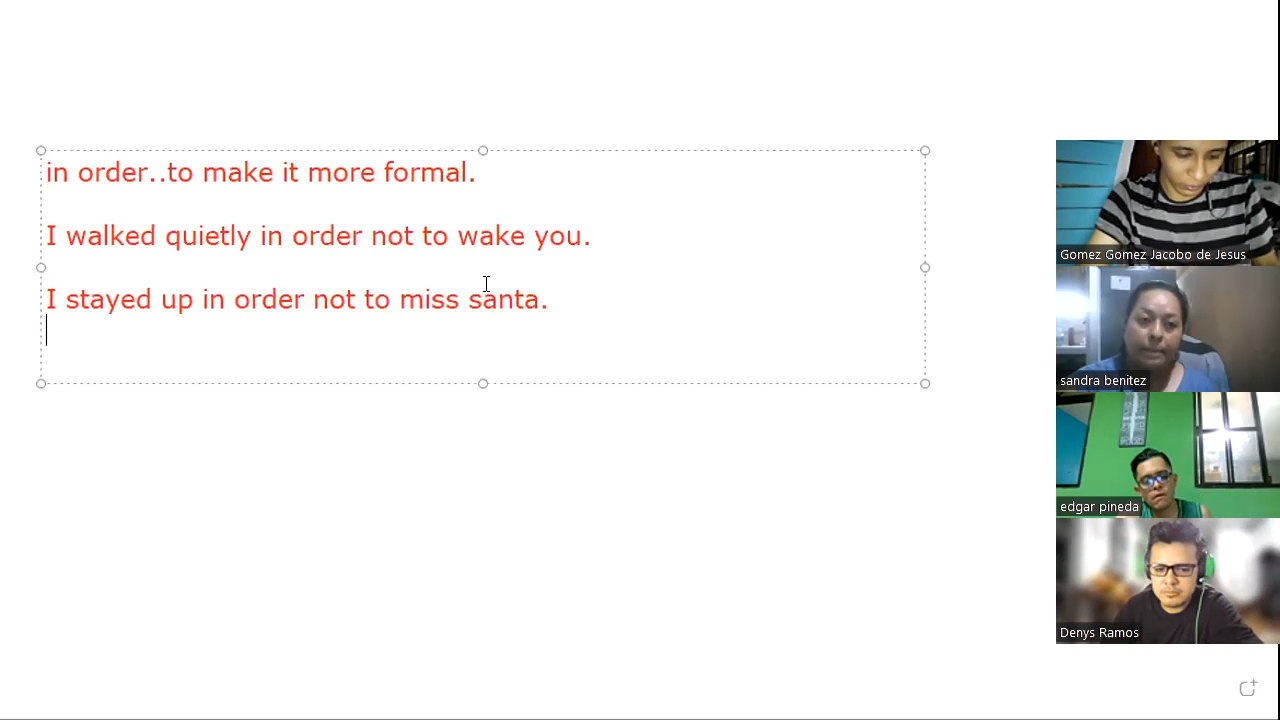 in order..to make it more formal.
I walked quietly in order not to wake you.
I stayed up in order not to miss santa.
Gomez Gomez Jacobo de Jesus
sandra benitez
edgar pineda
Denys Ramos